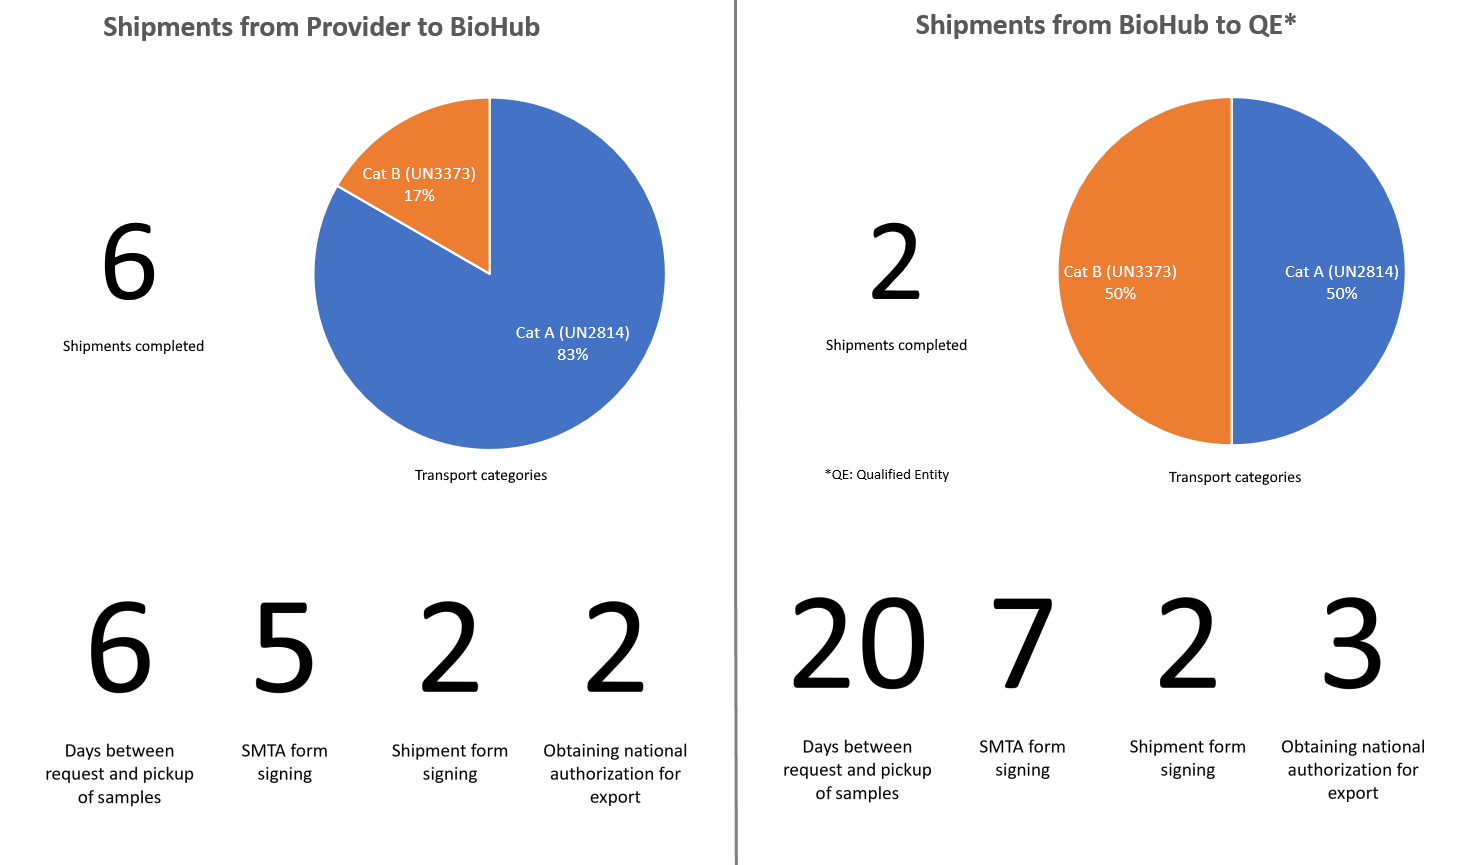 Shipments from Provider to BioHub
Cat B (UN3373)
17%
6
Shipments completed
Cat A (UN2814)
83%
Transport categories
6
5
2
2
Days between
request and pickup
of samples
SMTA form
signing
Shipment form
signing
Obtaining national
authorization for
export
Shipments from BioHub to QE*
2
Shipments completed
Cat B (UN3373)
50%
Cat A (UN2814)
50%
*QE: Qualified Entity
Transport categories
20
7
2
3
Days between
request and pickup
of samples
SMTA form
signing
Shipment form
signing
Obtaining national
authorization for
export